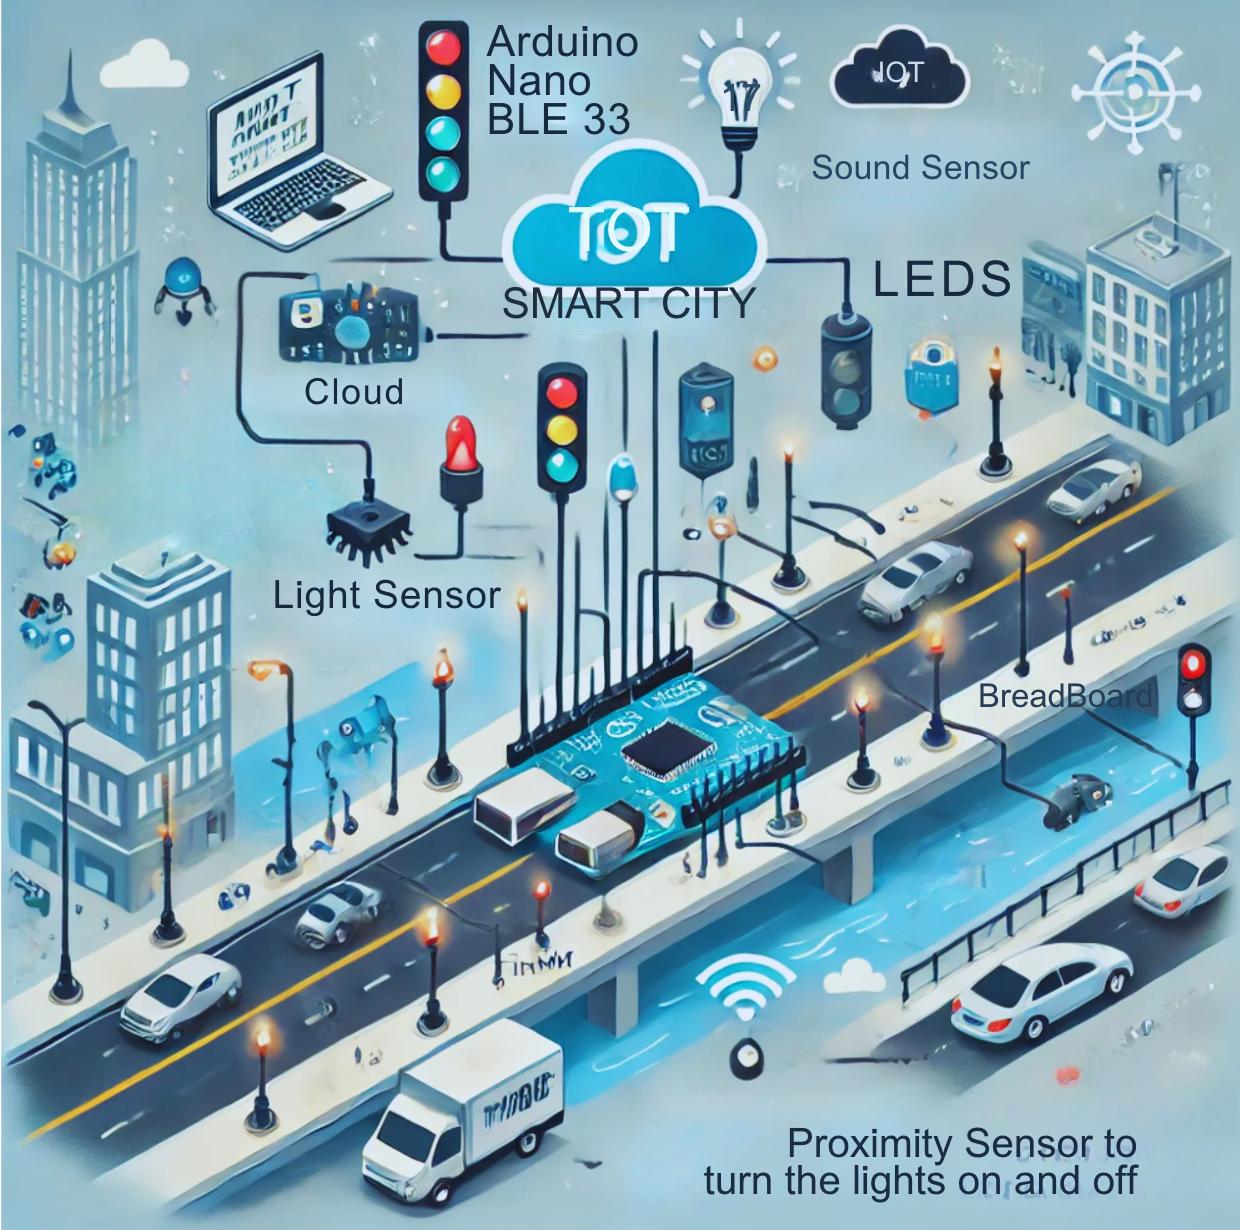 Arduino
Nano
BLE 33
IOT
Sound Sensor
TOT
SMART CITY
LEDS
Cloud
Light Sensor
BreadBoard
Proximity Sensor to
turn the lights on and off